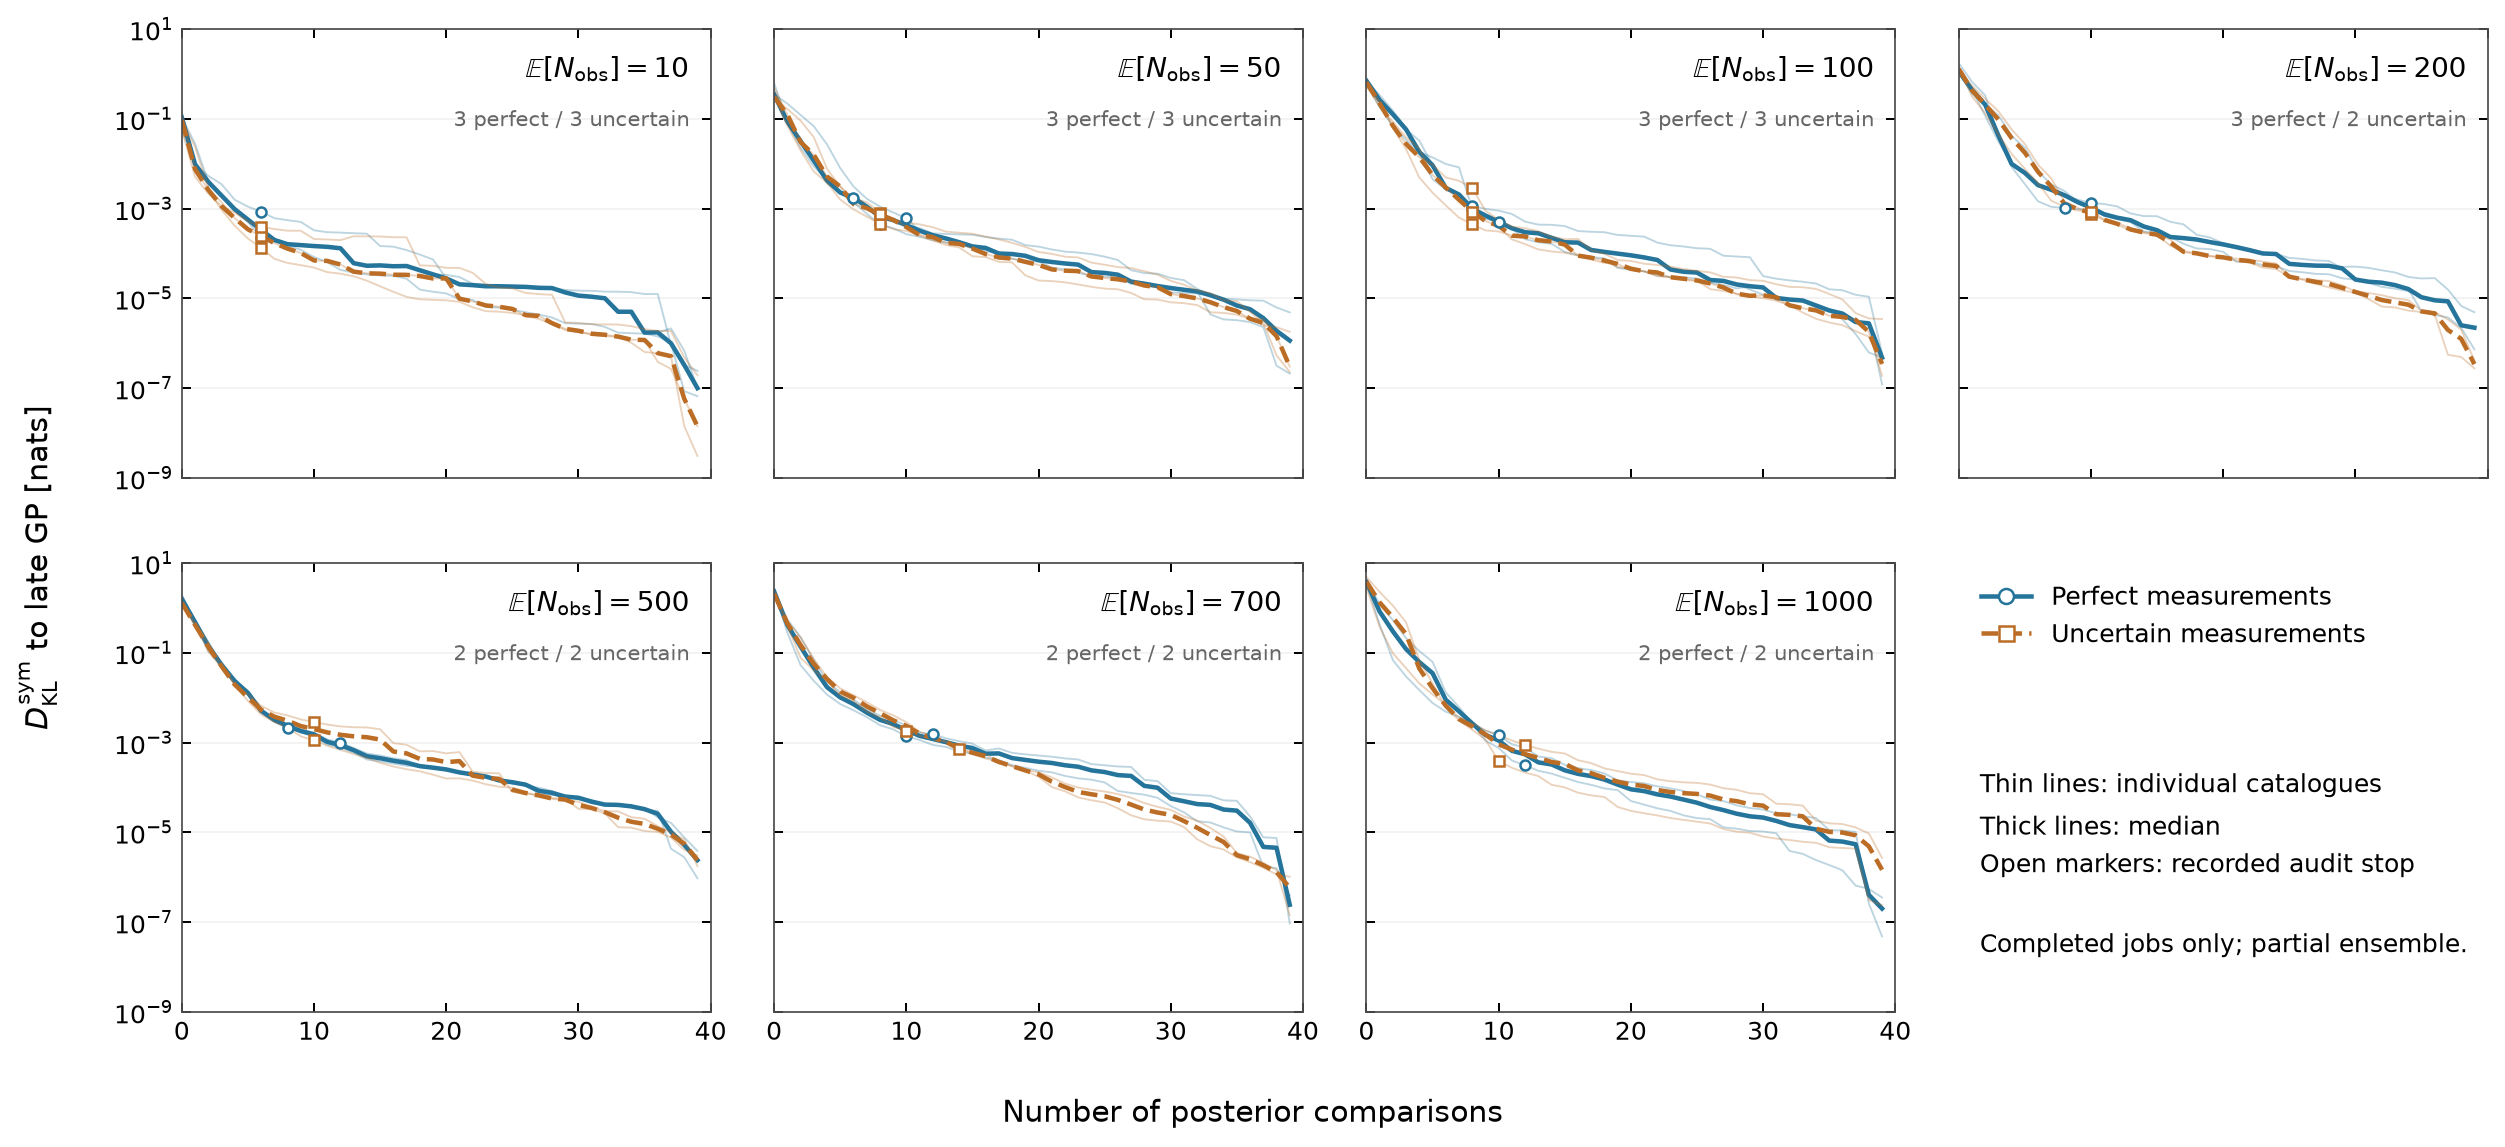 10¹
10⁻¹
10⁻³
10⁻⁵
10⁻⁷
10⁻⁹
𝔼[N_obs] = 10
3 perfect / 3 uncertain
𝔼[N_obs] = 50
3 perfect / 3 uncertain
𝔼[N_obs] = 100
3 perfect / 3 uncertain
𝔼[N_obs] = 200
3 perfect / 2 uncertain
D_KL^sym to late GP [nats]
10¹
10⁻¹
10⁻³
10⁻⁵
10⁻⁷
10⁻⁹
𝔼[N_obs] = 500
2 perfect / 2 uncertain
0 10 20 30 40
𝔼[N_obs] = 700
2 perfect / 2 uncertain
0 10 20 30 40
𝔼[N_obs] = 1000
2 perfect / 2 uncertain
0 10 20 30 40
Perfect measurements
Uncertain measurements
Thin lines: individual catalogues
Thick lines: median
Open markers: recorded audit stop
Completed jobs only; partial ensemble.
Number of posterior comparisons